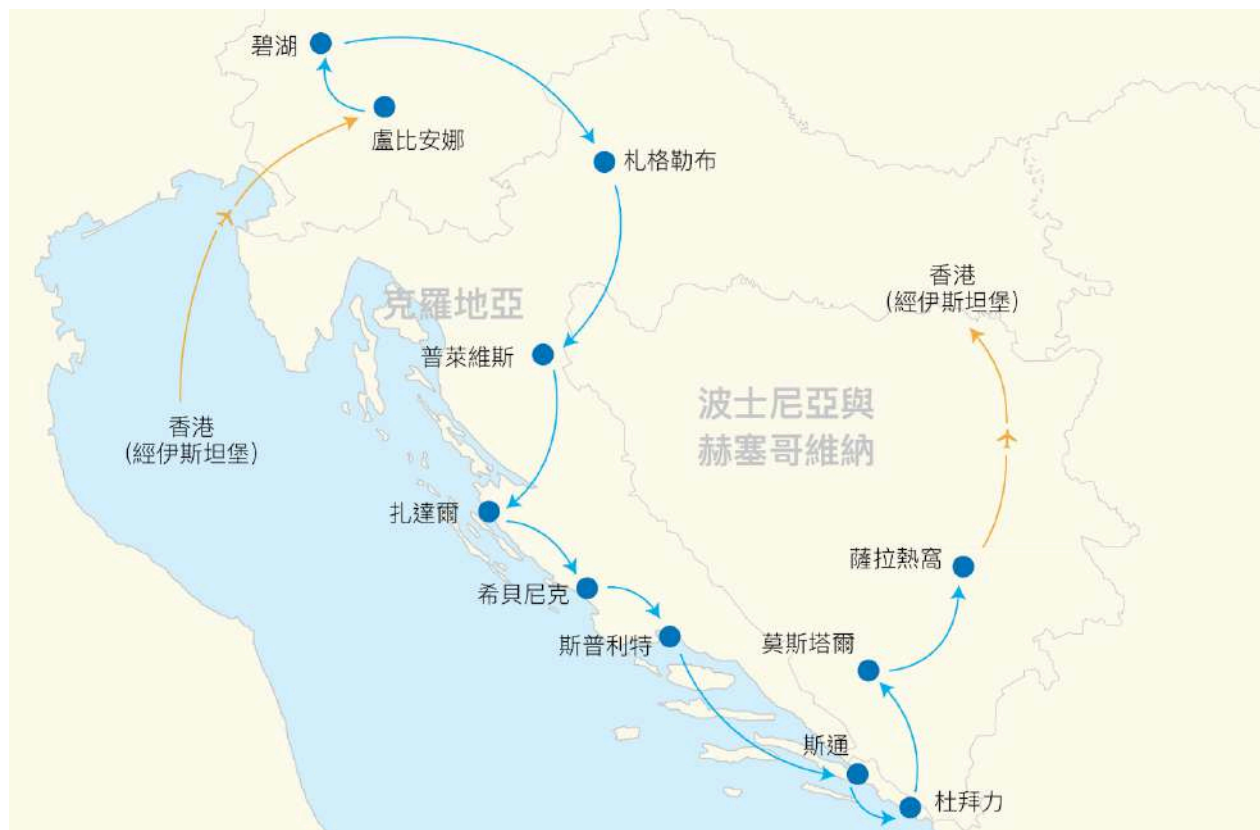 碧湖
盧比安娜
札格勒布
克羅地亞
香港
(經伊斯坦堡)
普萊維斯
波士尼亞與
赫塞哥維納
香港
(經伊斯坦堡)
扎達爾
薩拉熱窩
希貝尼克
斯普利特
莫斯塔爾
斯通
杜拜力